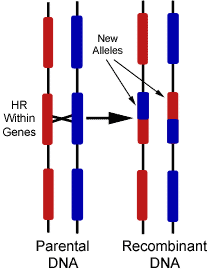 New
Alleles
HR
Within
Genes
Parental
DNA
Recombinant
DNA